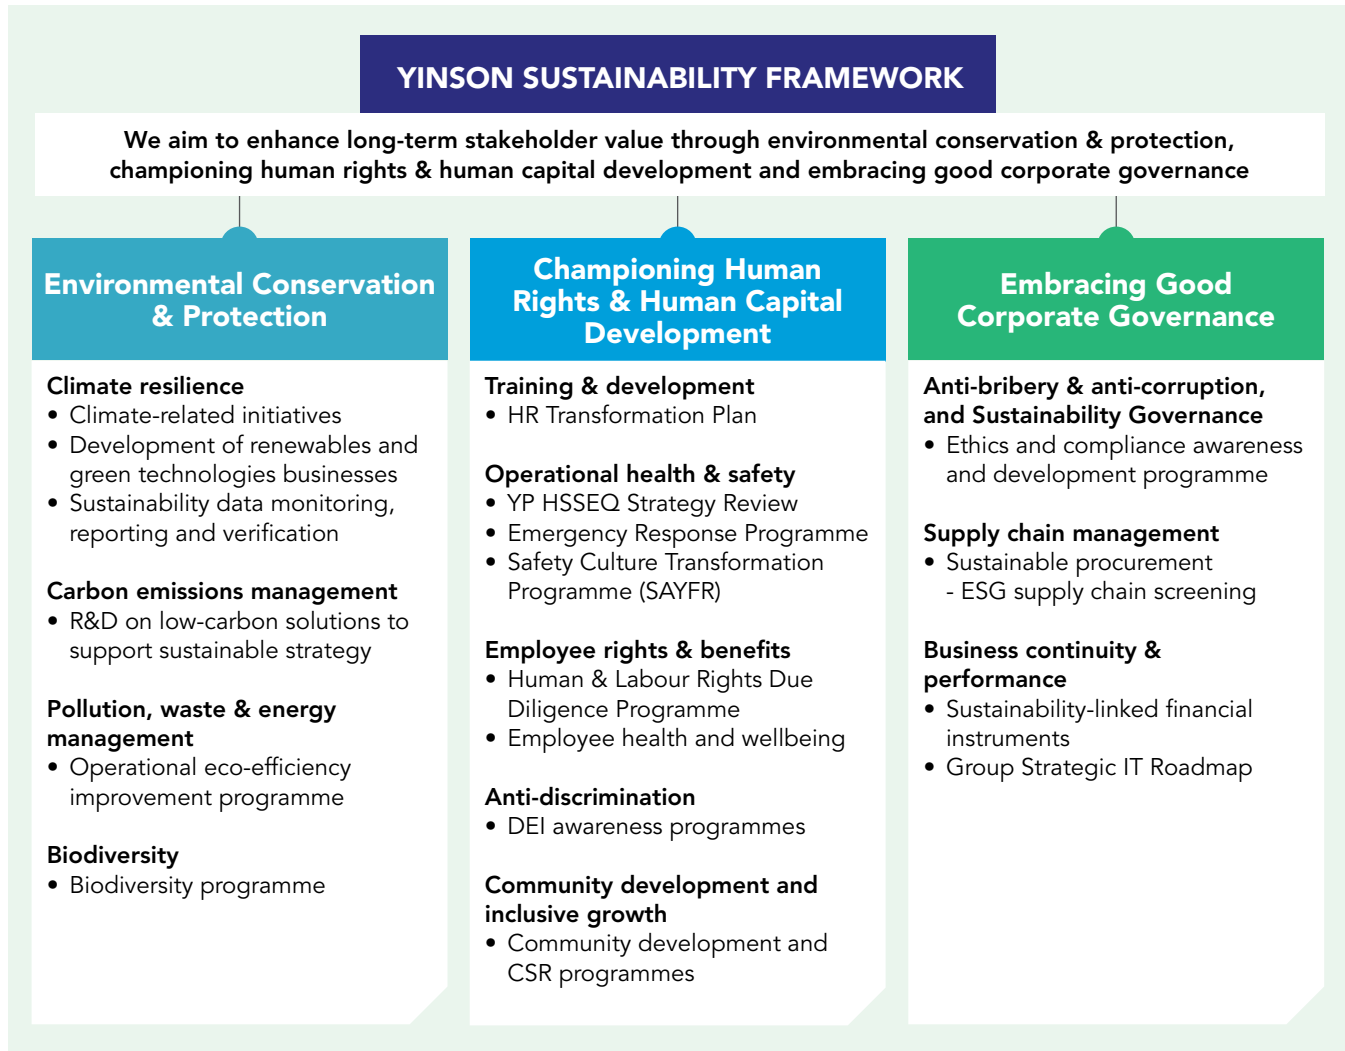 YINSON SUSTAINABILITY FRAMEWORK
We aim to enhance long-term stakeholder value through environmental conservation & protection,
championing human rights & human capital development and embracing good corporate governance
Environmental Conservation
& Protection
Climate resilience
• Climate-related initiatives
• Development of renewables and
green technologies businesses
• Sustainability data monitoring,
reporting and verification
Carbon emissions management
• R&D on low-carbon solutions to
support sustainable strategy
Pollution, waste & energy
management
• Operational eco-efficiency
improvement programme
Biodiversity
• Biodiversity programme
Championing Human
Rights & Human Capital
Development
Training & development
• HR Transformation Plan
Operational health & safety
• YP HSSEQ Strategy Review
• Emergency Response Programme
• Safety Culture Transformation
Programme (SAYFR)
Employee rights & benefits
• Human & Labour Rights Due
Diligence Programme
• Employee health and wellbeing
Anti-discrimination
• DEI awareness programmes
Community development and
inclusive growth
• Community development and
CSR programmes
Embracing Good
Corporate Governance
Anti-bribery & anti-corruption,
and Sustainability Governance
• Ethics and compliance awareness
and development programme
Supply chain management
• Sustainable procurement
- ESG supply chain screening
Business continuity &
performance
• Sustainability-linked financial
instruments
• Group Strategic IT Roadmap